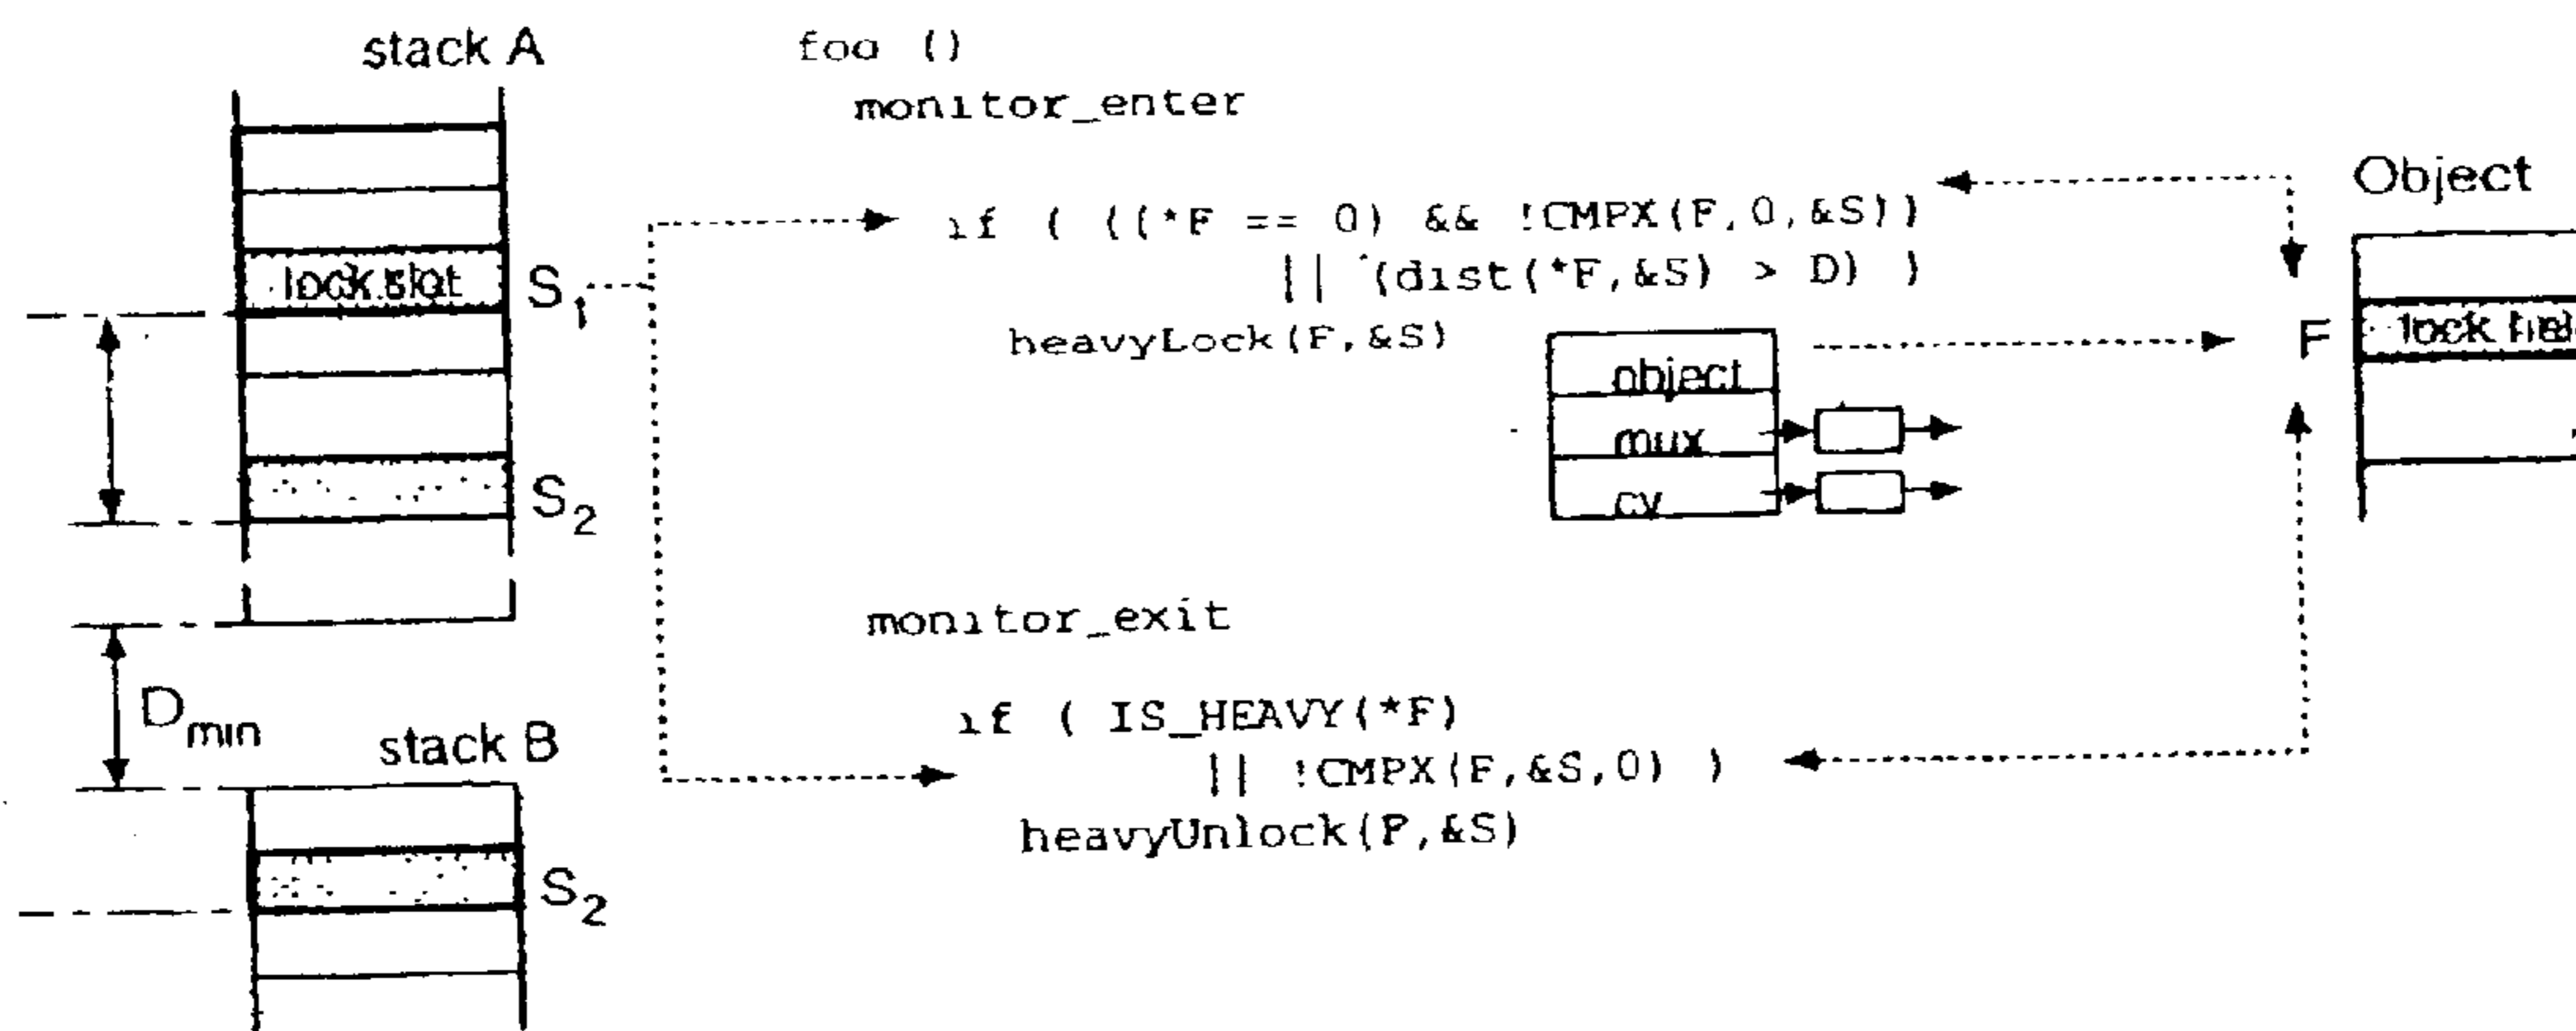 stack A
lock slot
S1
S2
Dmin
stack B
S2
foo ()
monitor_enter
if ( ((*F == 0) && !CMPX(F,0,&S))
|| (dist(*F,&S) > D) )
heavyLock(F,&S)
object
mux
cv
monitor_exit
if ( IS_HEAVY(*F)
|| !CMPX(F,&S,0) )
heavyUnlock(F,&S)
Object
F
lock